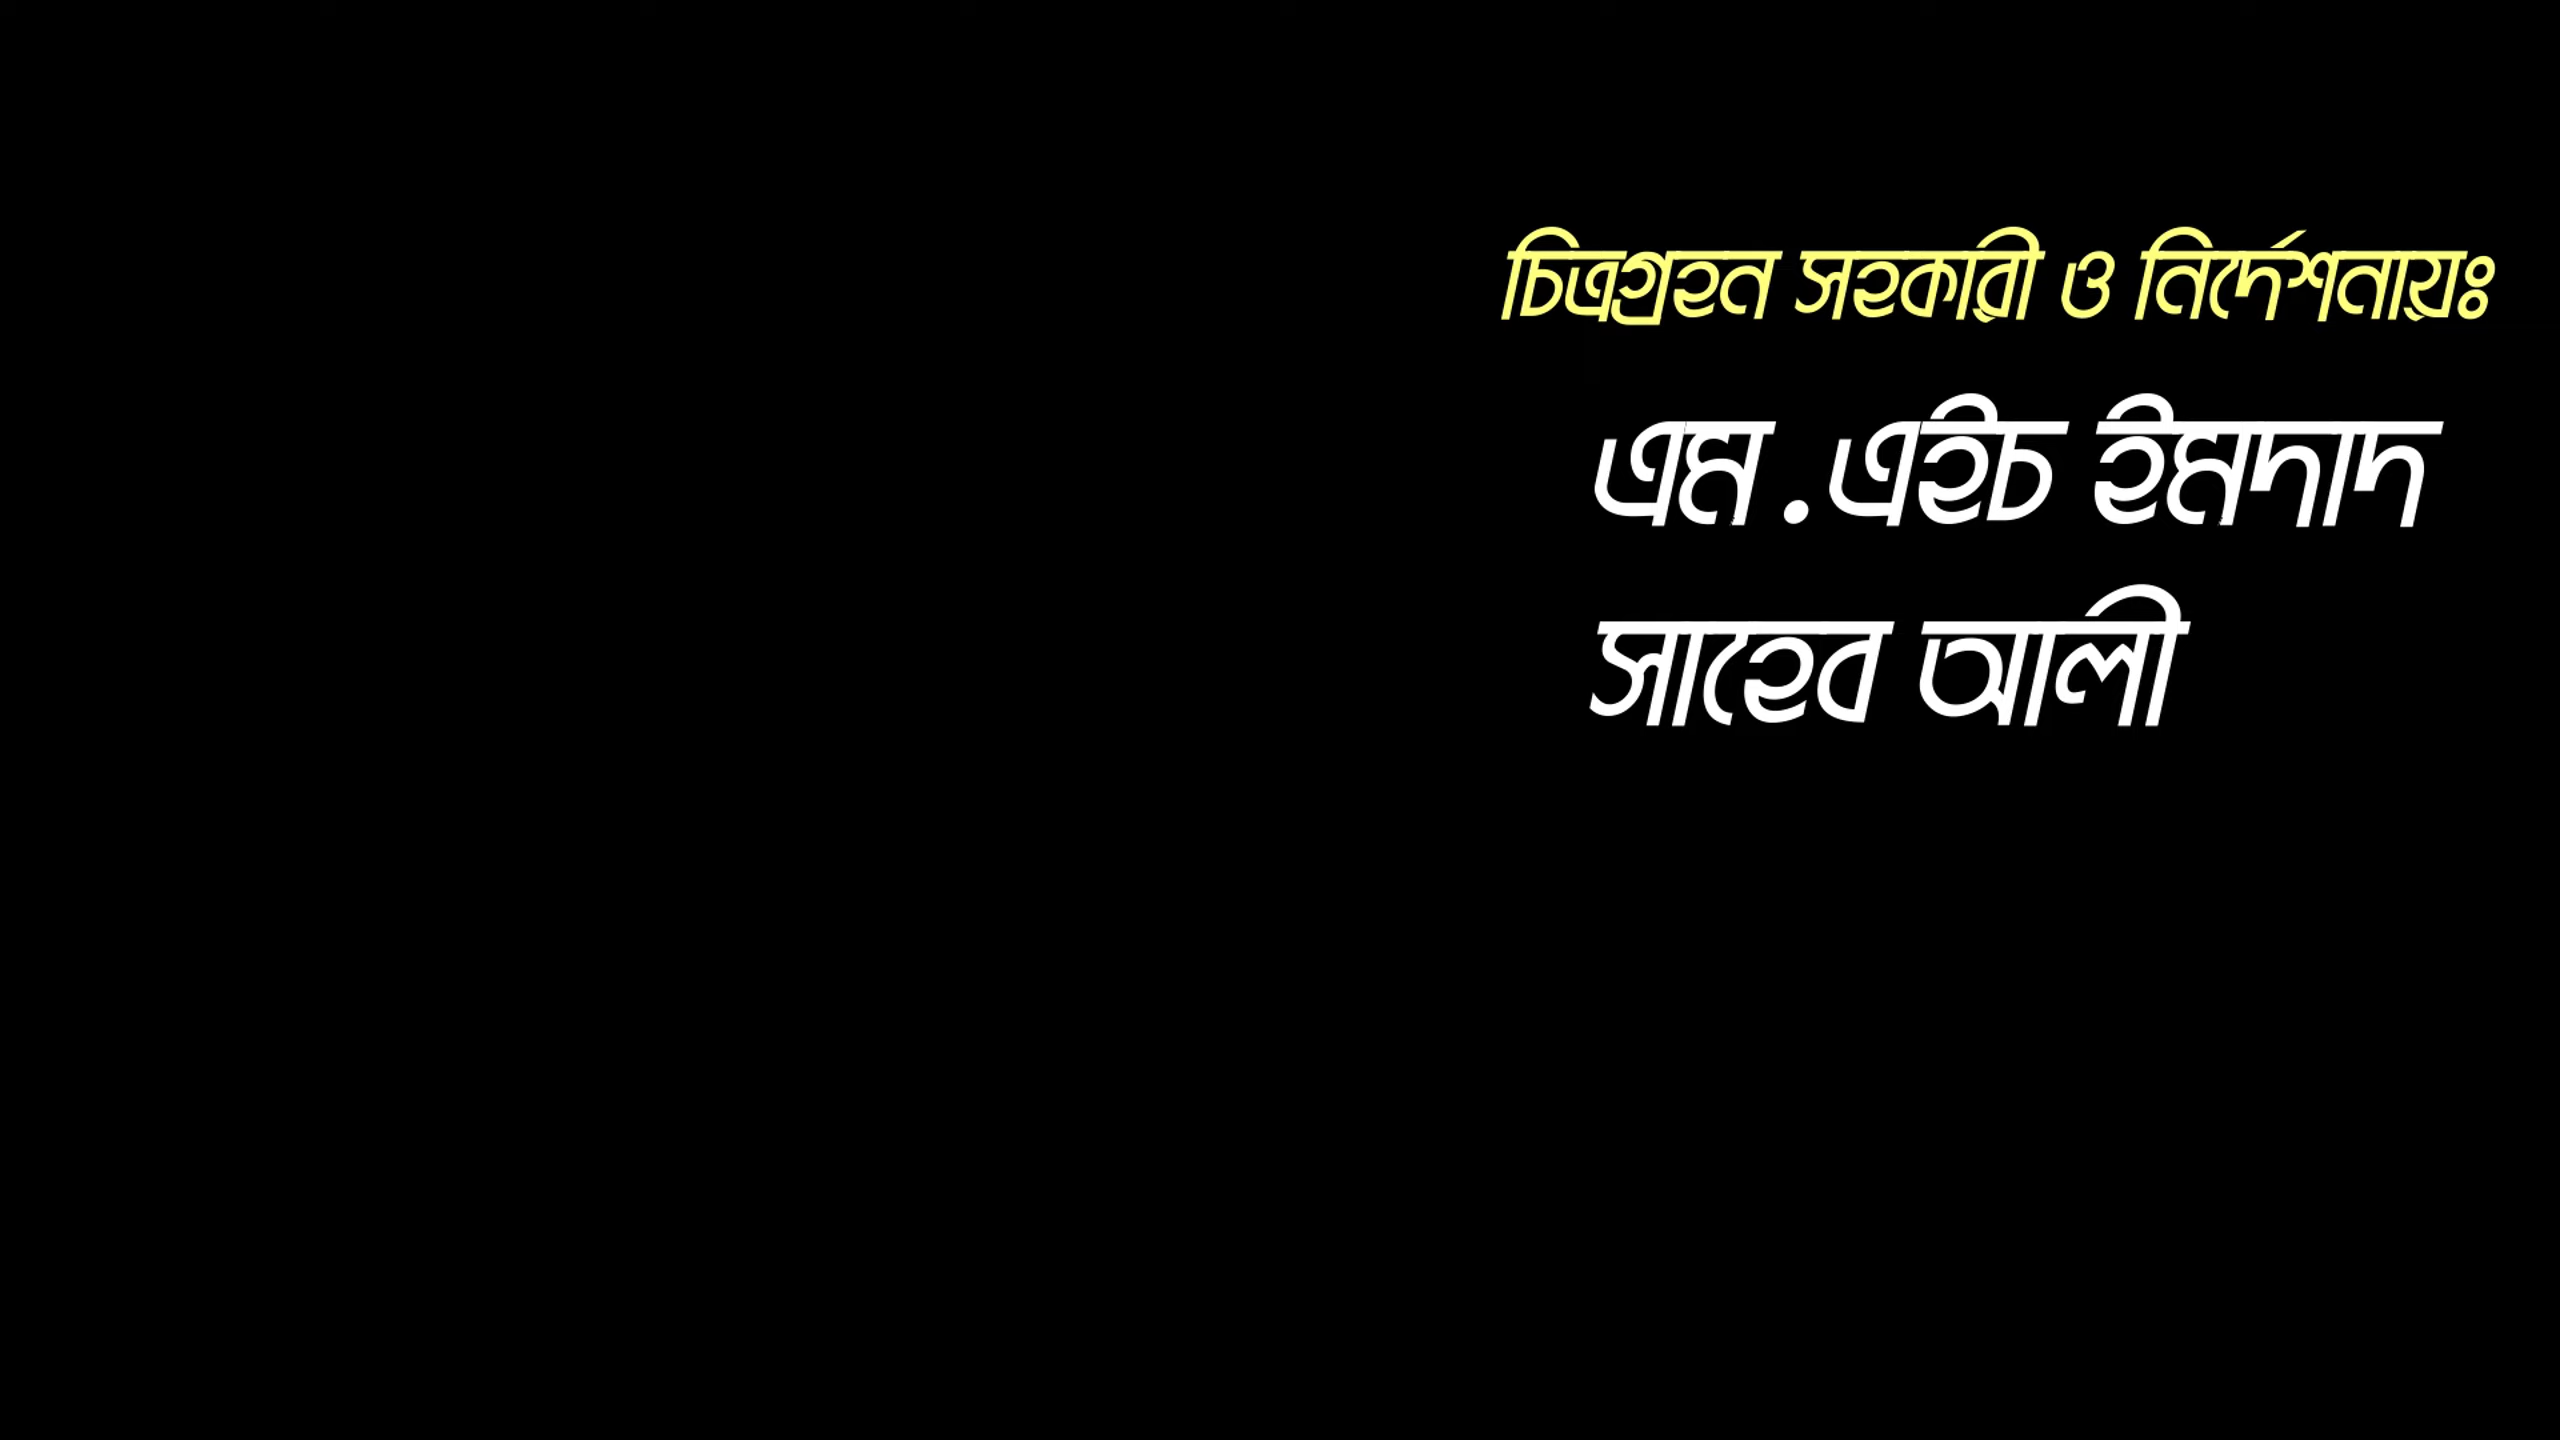 চিত্রগ্রহন সহকারী ও নির্দেশনায়ঃ
এম .এইচ ইমদাদ
সাহেব আলী